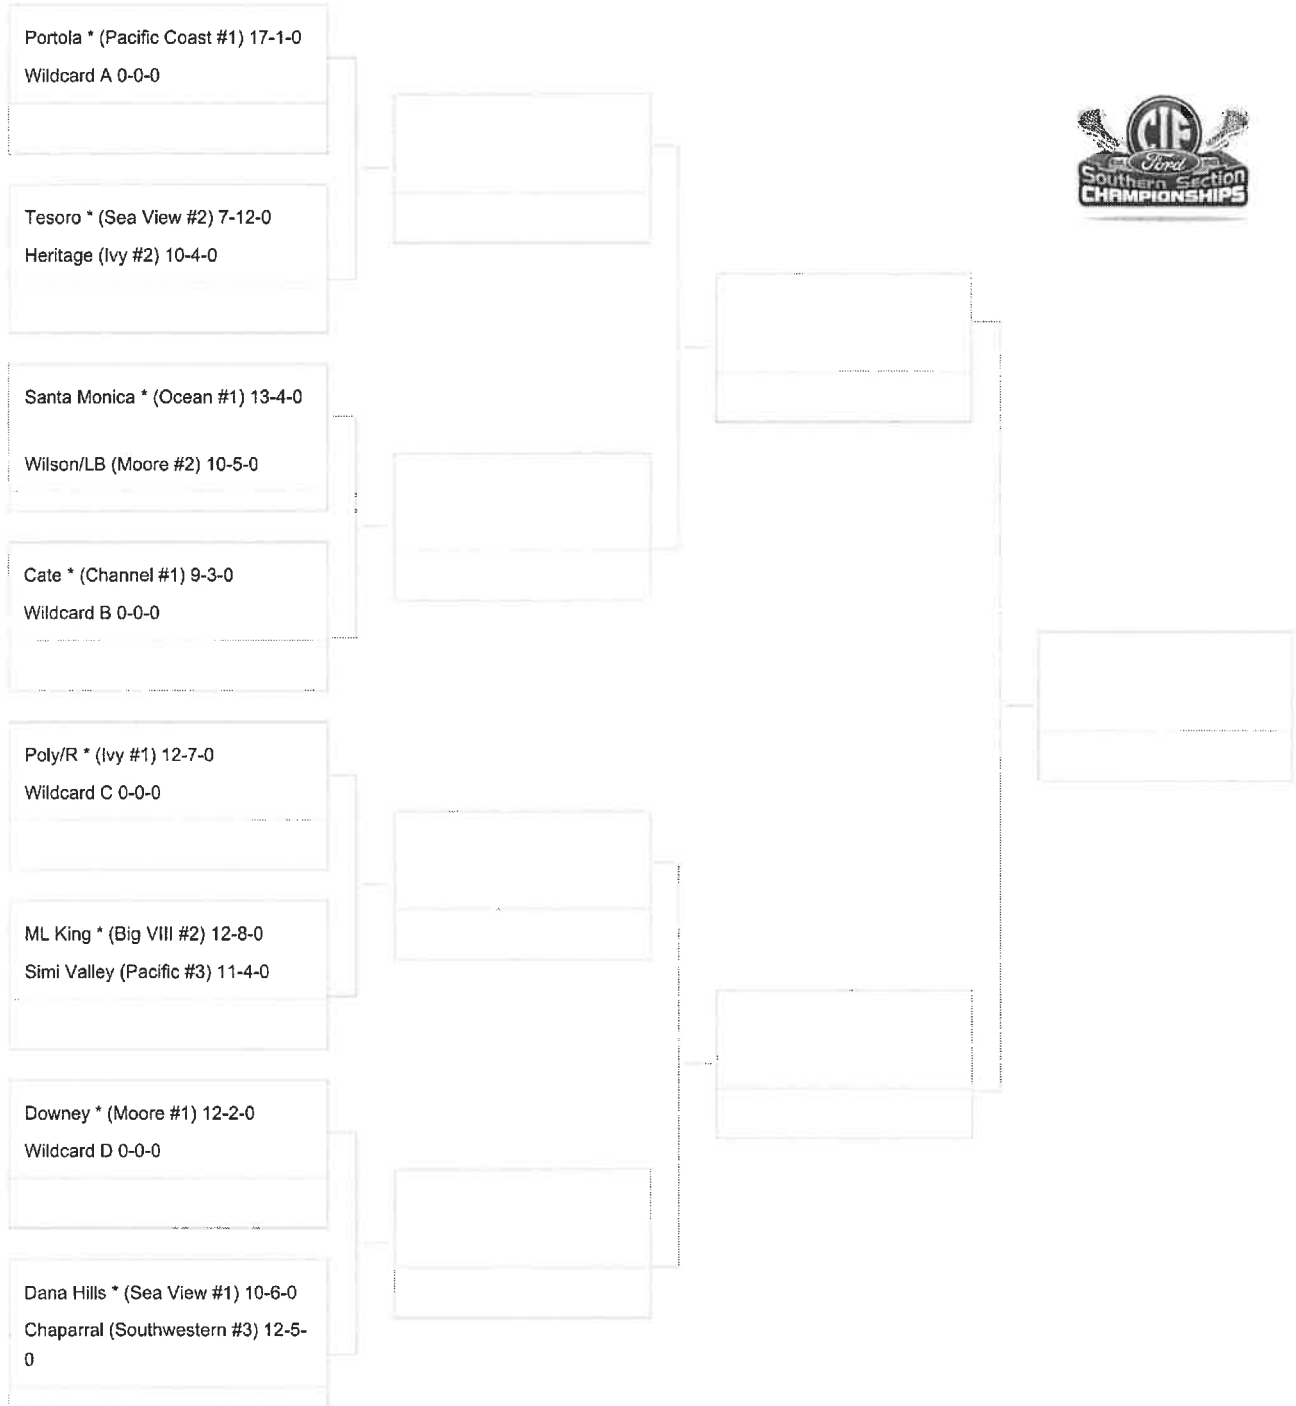 Portola * (Pacific Coast #1) 17-1-0
Wildcard A 0-0-0
CIF
Ford
Southern Section
CHAMPIONSHIPS
Tesoro * (Sea View #2) 7-12-0
Heritage (Ivy #2) 10-4-0
Santa Monica * (Ocean #1) 13-4-0
Wilson/LB (Moore #2) 10-5-0
Cate * (Channel #1) 9-3-0
Wildcard B 0-0-0
Poly/R * (Ivy #1) 12-7-0
Wildcard C 0-0-0
ML King * (Big VIII #2) 12-8-0
Simi Valley (Pacific #3) 11-4-0
Downey * (Moore #1) 12-2-0
Wildcard D 0-0-0
Dana Hills * (Sea View #1) 10-6-0
Chaparral (Southwestern #3) 12-5-
0